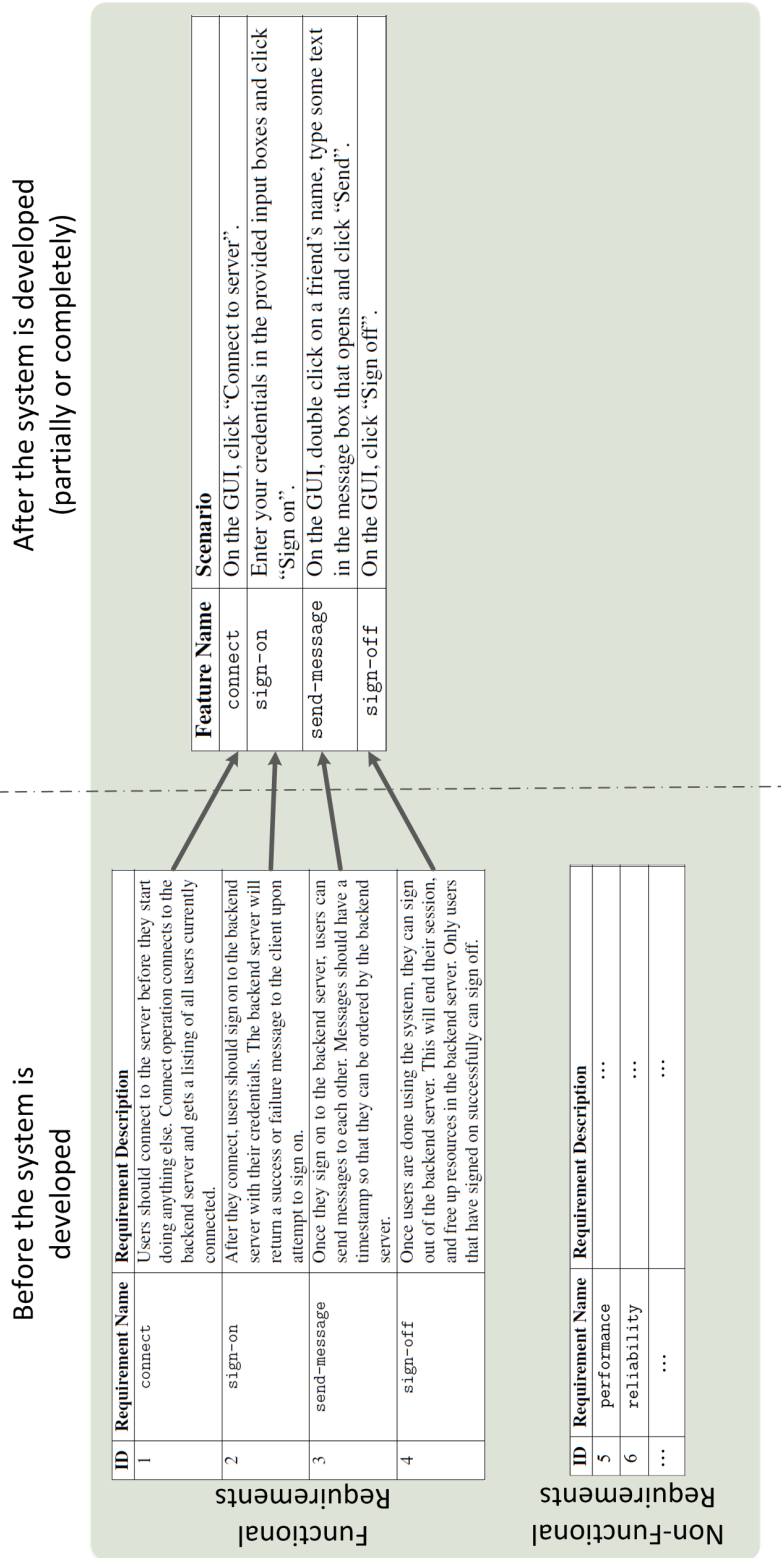 Before the system is
developed
After the system is developed
(partially or completely)
Functional
Requirements
ID Requirement Name Requirement Description
1 connect Users should connect to the server before they start
doing anything else. Connect operation connects to the
backend server and gets a listing of all users currently
connected.
2 sign-on After they connect, users should sign on to the backend
server with their credentials. The backend server will
return a success or failure message to the client upon
attempt to sign on.
3 send-message Once they sign on to the backend server, users can
send messages to each other. Messages should have a
timestamp so that they can be ordered by the backend
server.
4 sign-off Once users are done using the system, they can sign
out of the backend server. This will end their session,
and free up resources in the backend server. Only users
that have signed on successfully can sign off.
Feature Name Scenario
connect On the GUI, click “Connect to server”.
sign-on Enter your credentials in the provided input boxes and click
“Sign on”.
send-message On the GUI, double click on a friend's name, type some text
in the message box that opens and click “Send”.
sign-off On the GUI, click “Sign off”.
Non-Functional
Requirements
ID Requirement Name Requirement Description
5 performance ...
6 reliability ...
... ... ...